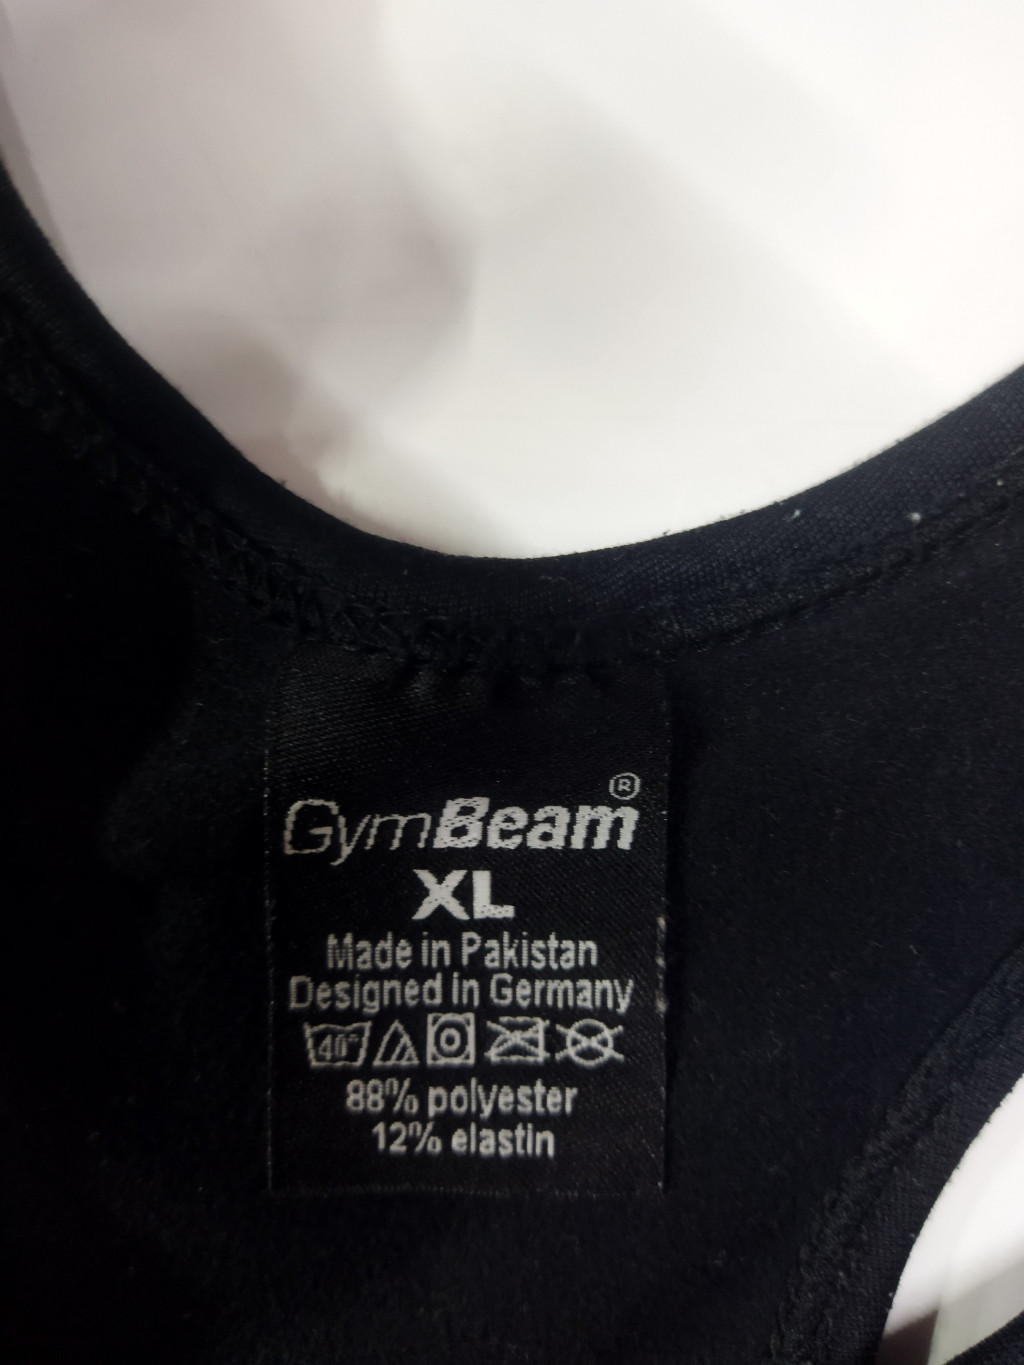 GymBeam®
XL
Made in Pakistan
Designed in Germany
40°
88% polyester
12% elastin